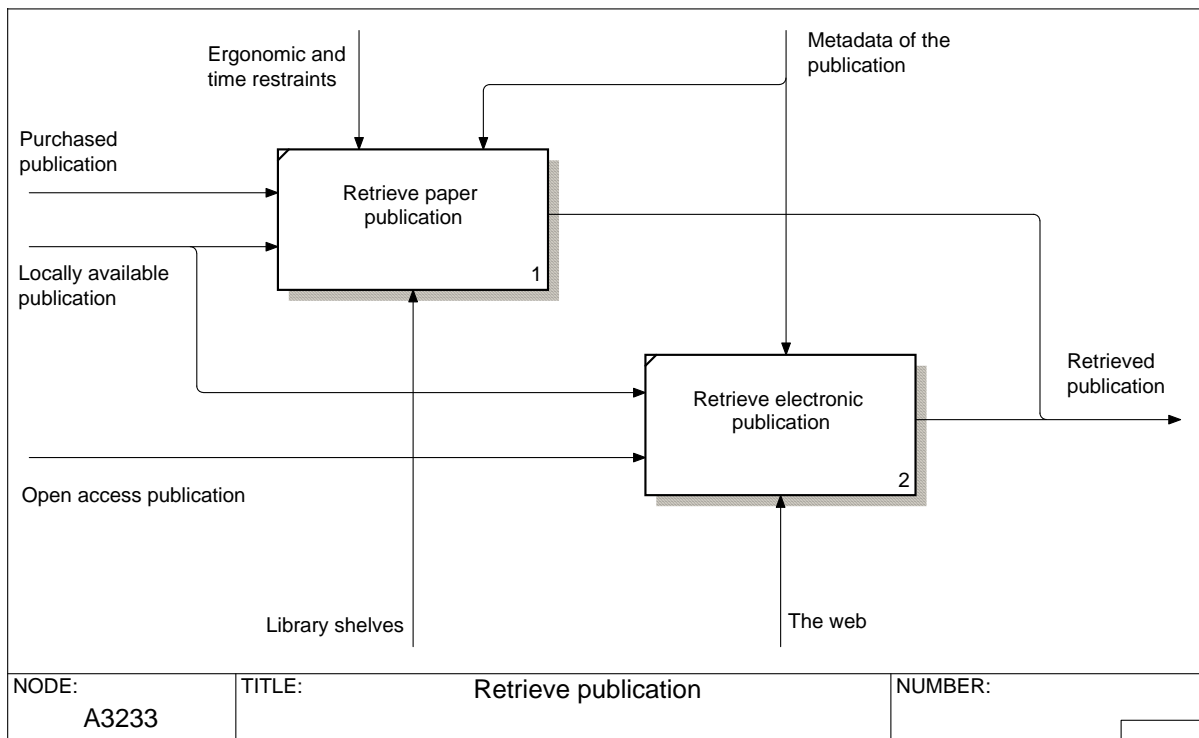 Ergonomic and
time restraints
Metadata of the
publication
Purchased
publication
Retrieve paper
publication
1
Locally available
publication
Retrieved
publication
Retrieve electronic
publication
2
Open access publication
Library shelves
The web
NODE:
A3233
TITLE:
Retrieve publication
NUMBER: